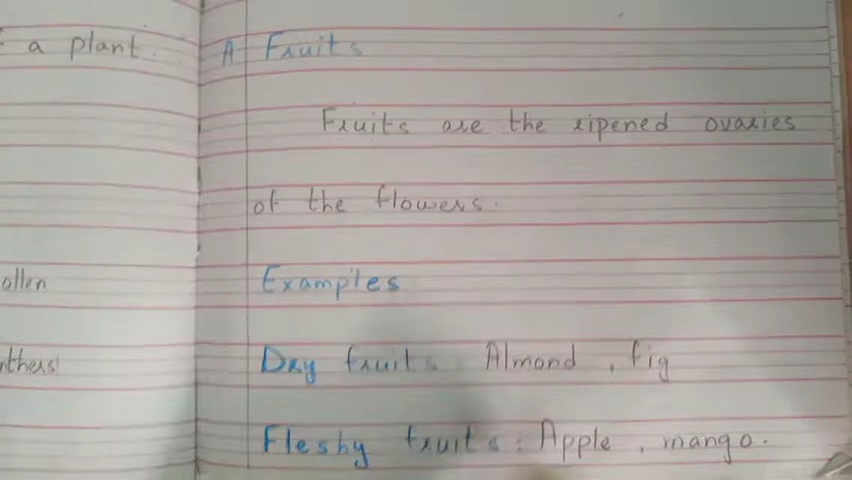 a plant.
ollen
nthers
A Fruits
Fruits are the ripened ovaries
of the flowers.
Examples
Dry fruits Almond , fig
Fleshy fruits : Apple , mango.